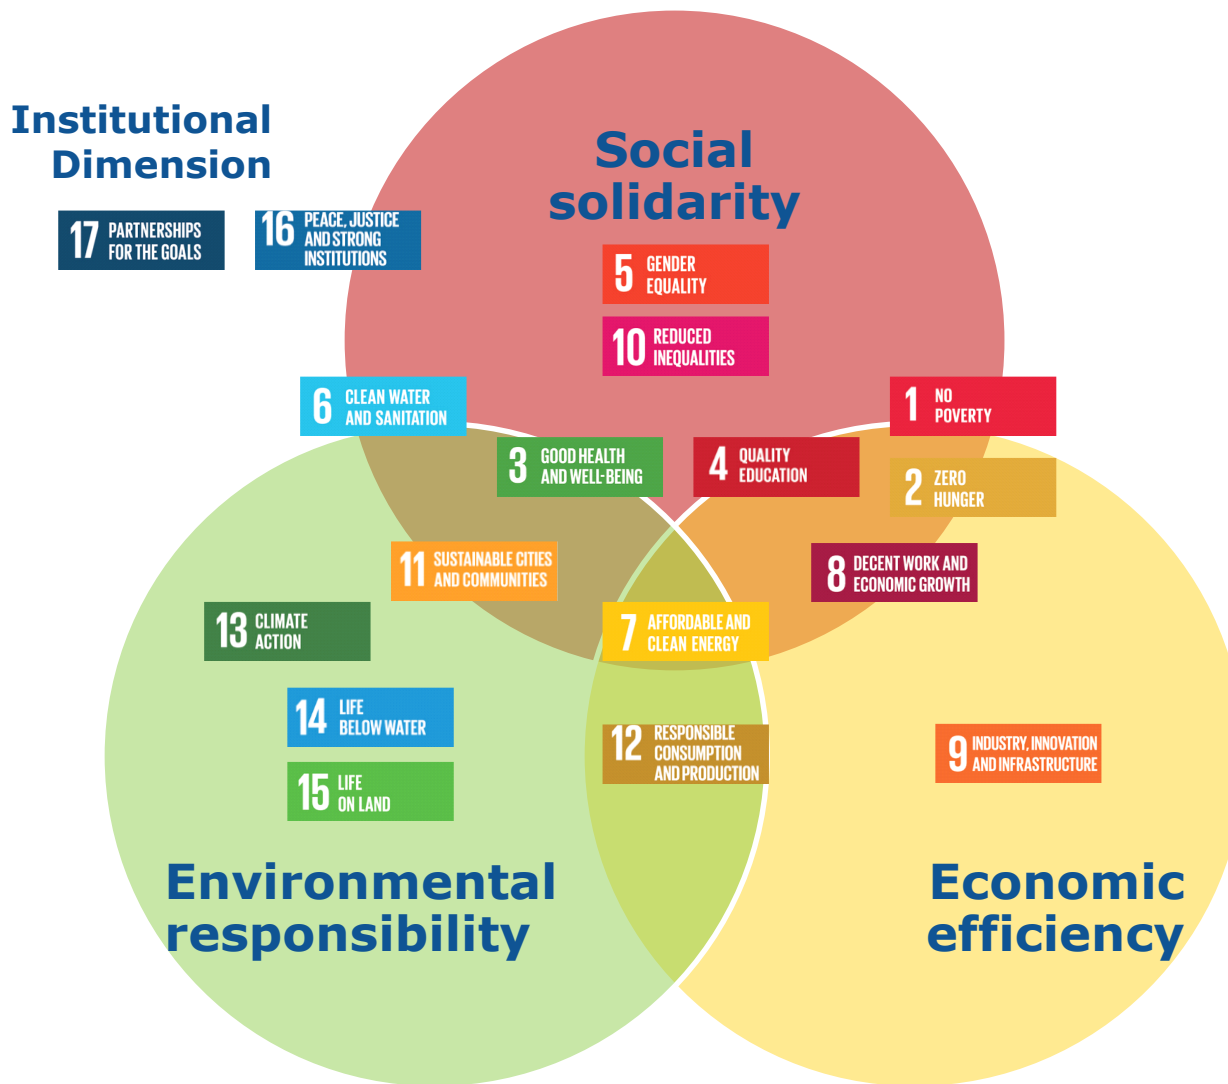 Institutional
Dimension
17 PARTNERSHIPS
FOR THE GOALS
16 PEACE, JUSTICE
AND STRONG
INSTITUTIONS
Social
solidarity
5 GENDER
EQUALITY
10 REDUCED
INEQUALITIES
6 CLEAN WATER
AND SANITATION
1 NO
POVERTY
3 GOOD HEALTH
AND WELL-BEING
4 QUALITY
EDUCATION
2 ZERO
HUNGER
11 SUSTAINABLE CITIES
AND COMMUNITIES
8 DECENT WORK AND
ECONOMIC GROWTH
13 CLIMATE
ACTION
7 AFFORDABLE AND
CLEAN ENERGY
14 LIFE
BELOW WATER
12 RESPONSIBLE
CONSUMPTION
AND PRODUCTION
9 INDUSTRY, INNOVATION
AND INFRASTRUCTURE
15 LIFE
ON LAND
Environmental
responsibility
Economic
efficiency